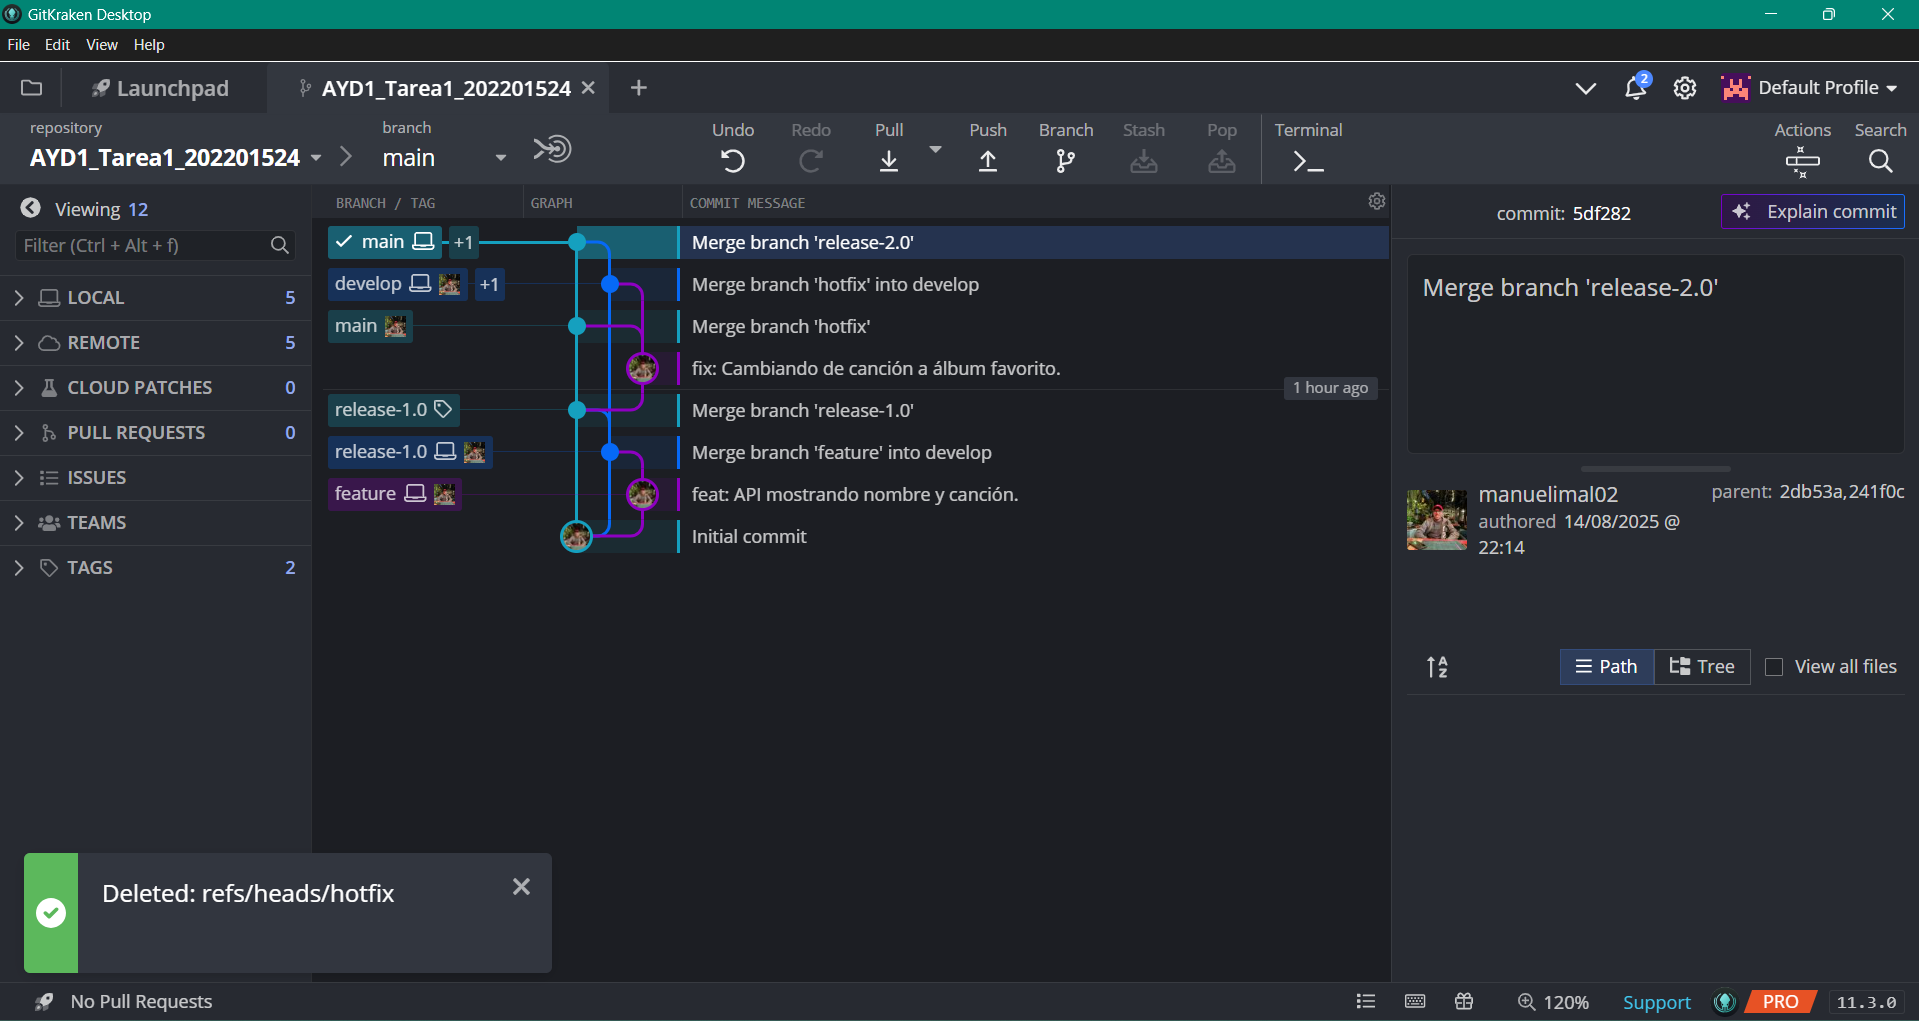 GitKraken Desktop
File Edit View Help
Launchpad
AYD1_Tarea1_202201524
2
Default Profile
repository
AYD1_Tarea1_202201524
branch
main
Undo
Redo
Pull
Push
Branch
Stash
Pop
Terminal
Actions
Search
Viewing 12
Filter (Ctrl + Alt + f)
LOCAL 5
REMOTE 5
CLOUD PATCHES 0
PULL REQUESTS 0
ISSUES
TEAMS
TAGS 2
BRANCH / TAG GRAPH COMMIT MESSAGE
main +1 Merge branch 'release-2.0'
develop +1 Merge branch 'hotfix' into develop
main Merge branch 'hotfix'
fix: Cambiando de canción a álbum favorito.
1 hour ago
release-1.0 Merge branch 'release-1.0'
release-1.0 Merge branch 'feature' into develop
feature feat: API mostrando nombre y canción.
Initial commit
commit: 5df282
Explain commit
Merge branch 'release-2.0'
manuelimal02
authored 14/08/2025 @
22:14
parent: 2db53a,241f0c
A
Z
Path
Tree
View all files
Deleted: refs/heads/hotfix
No Pull Requests
120%
Support
PRO
11.3.0